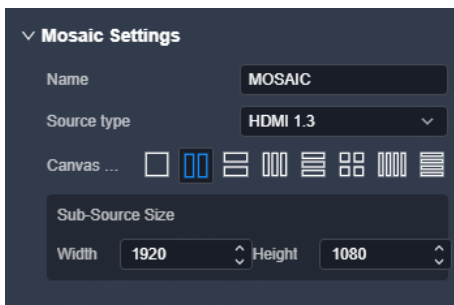 Mosaic Settings
Name MOSAIC
Source type HDMI 1.3
Canvas ...
Sub-Source Size
Width 1920 Height 1080